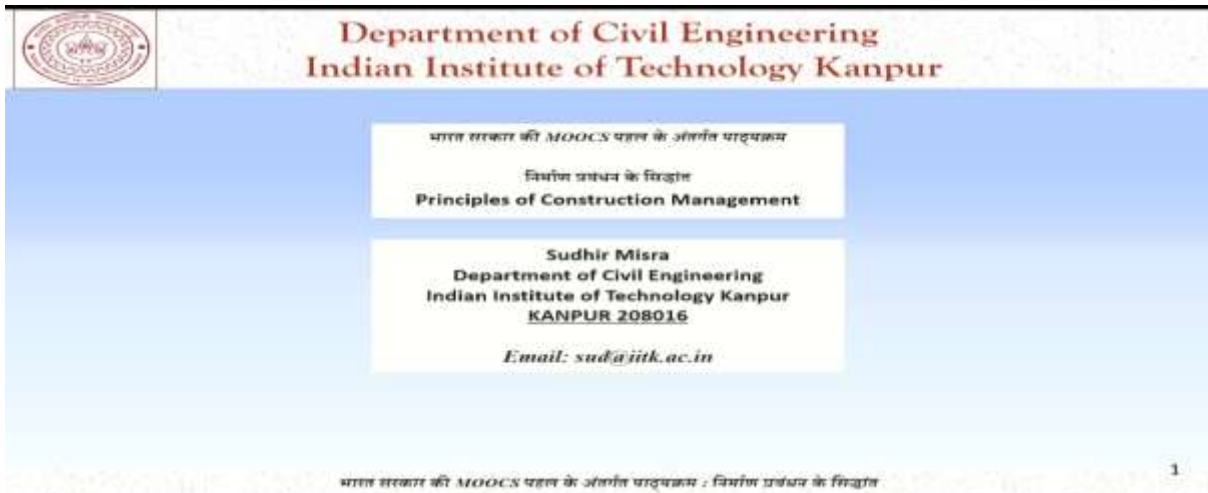 Department of Civil Engineering
Indian Institute of Technology Kanpur
भारत सरकार की MOOCS पहल के अंतर्गत पाठ्यक्रम
निर्माण प्रबंधन के सिद्धांत
Principles of Construction Management
Sudhir Misra
Department of Civil Engineering
Indian Institute of Technology Kanpur
KANPUR 208016
Email: sud@iitk.ac.in
1
भारत सरकार की MOOCS पहल के अंतर्गत पाठ्यक्रम : निर्माण प्रबंधन के सिद्धांत